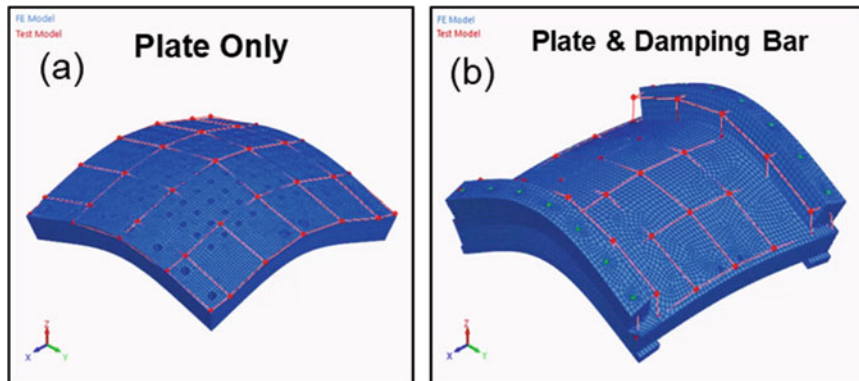 FE Model
Test Model
Plate Only
(a)
Z
X
Y
FE Model
Test Model
Plate & Damping Bar
(b)
Z
X
Y